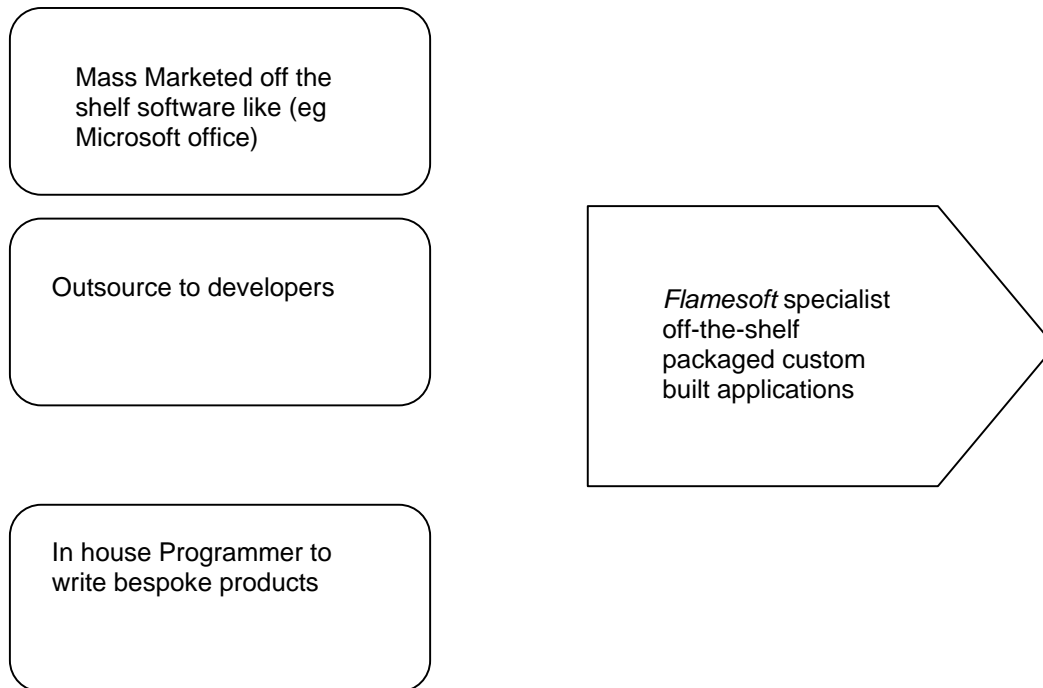 Mass Marketed off the
shelf software like (eg
Microsoft office)
Outsource to developers
Flamesoft specialist
off-the-shelf
packaged custom
built applications
In house Programmer to
write bespoke products